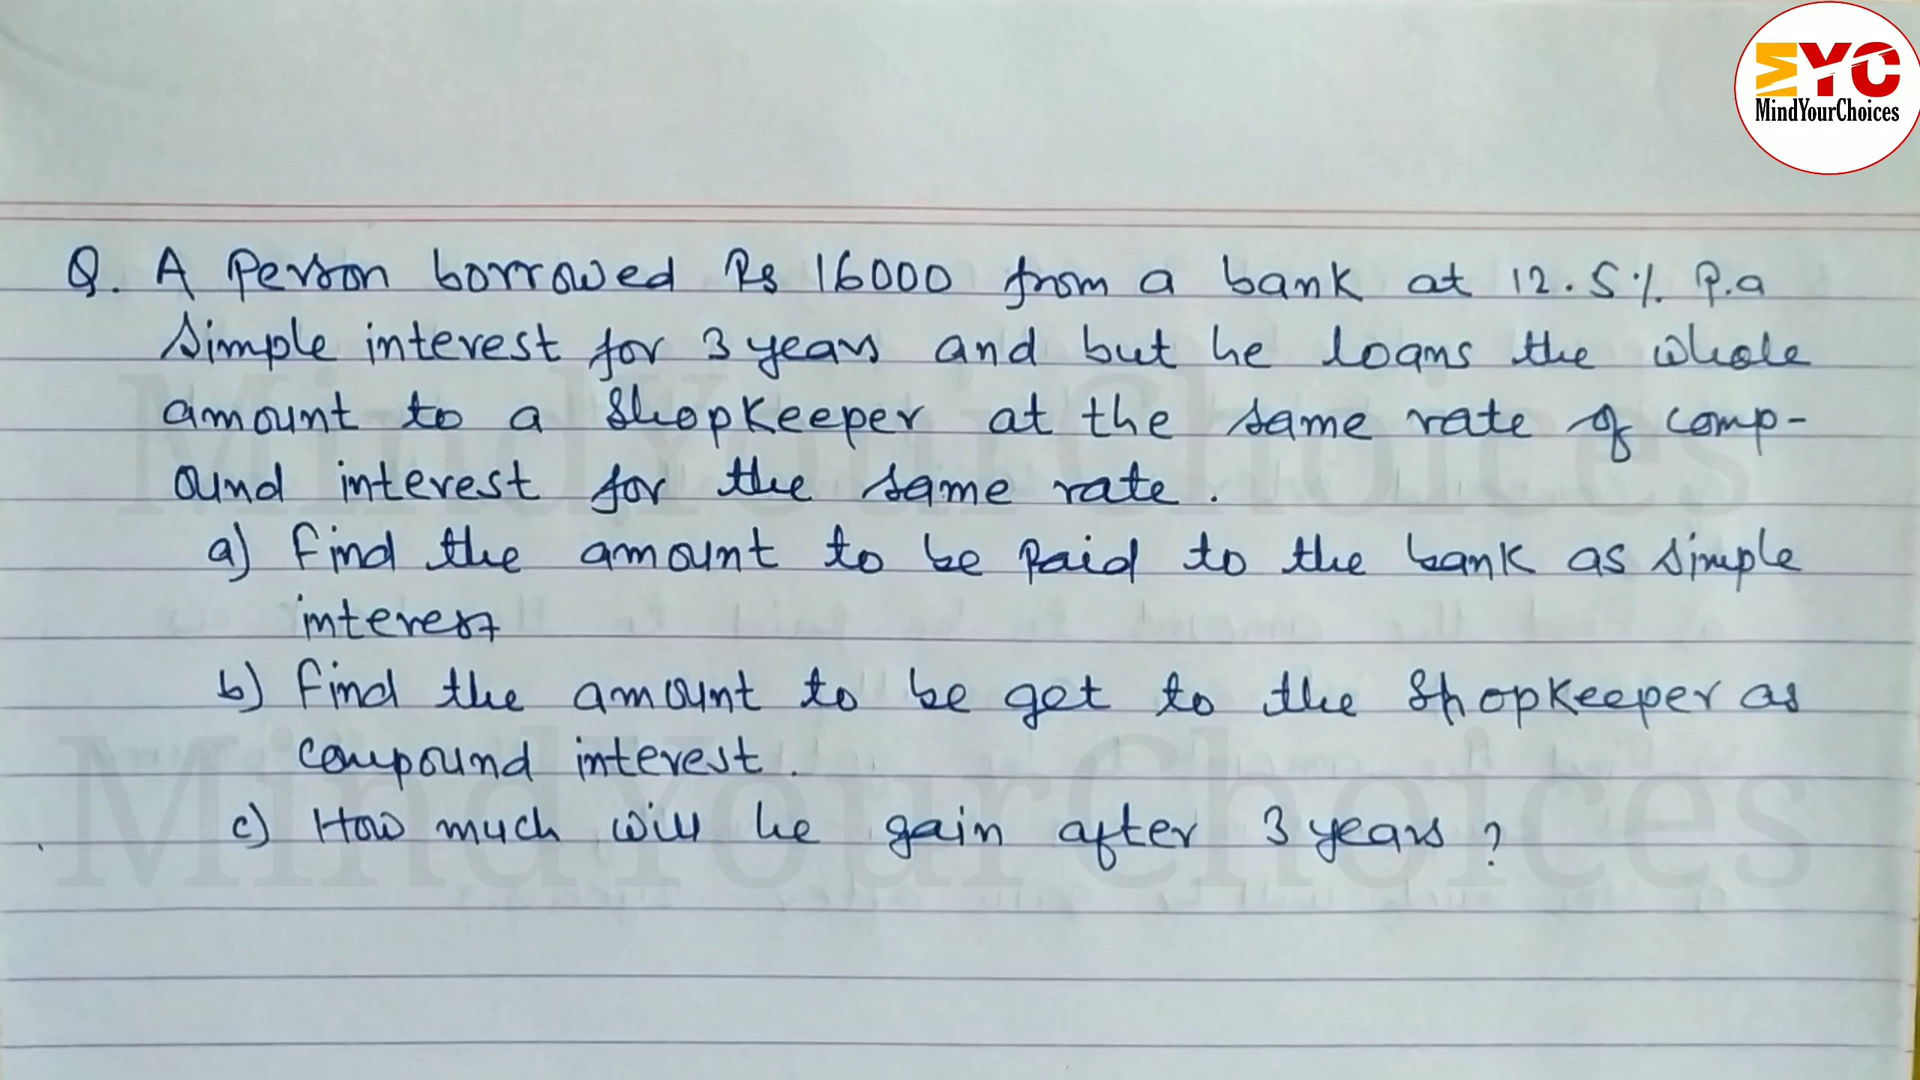 MYC
MindYourChoices
Q. A Person borrowed Rs 16000 from a bank at 12.5% P.a
Simple interest for 3 years and but he loans the whole
amount to a Shopkeeper at the same rate of comp-
ound interest for the same rate.
a) Find the amount to be Paid to the bank as simple
interest
b) Find the amount to be get to the Shopkeeper as
compound interest.
c) How much will he gain after 3 years?
MindYourChoices
MindYourChoices